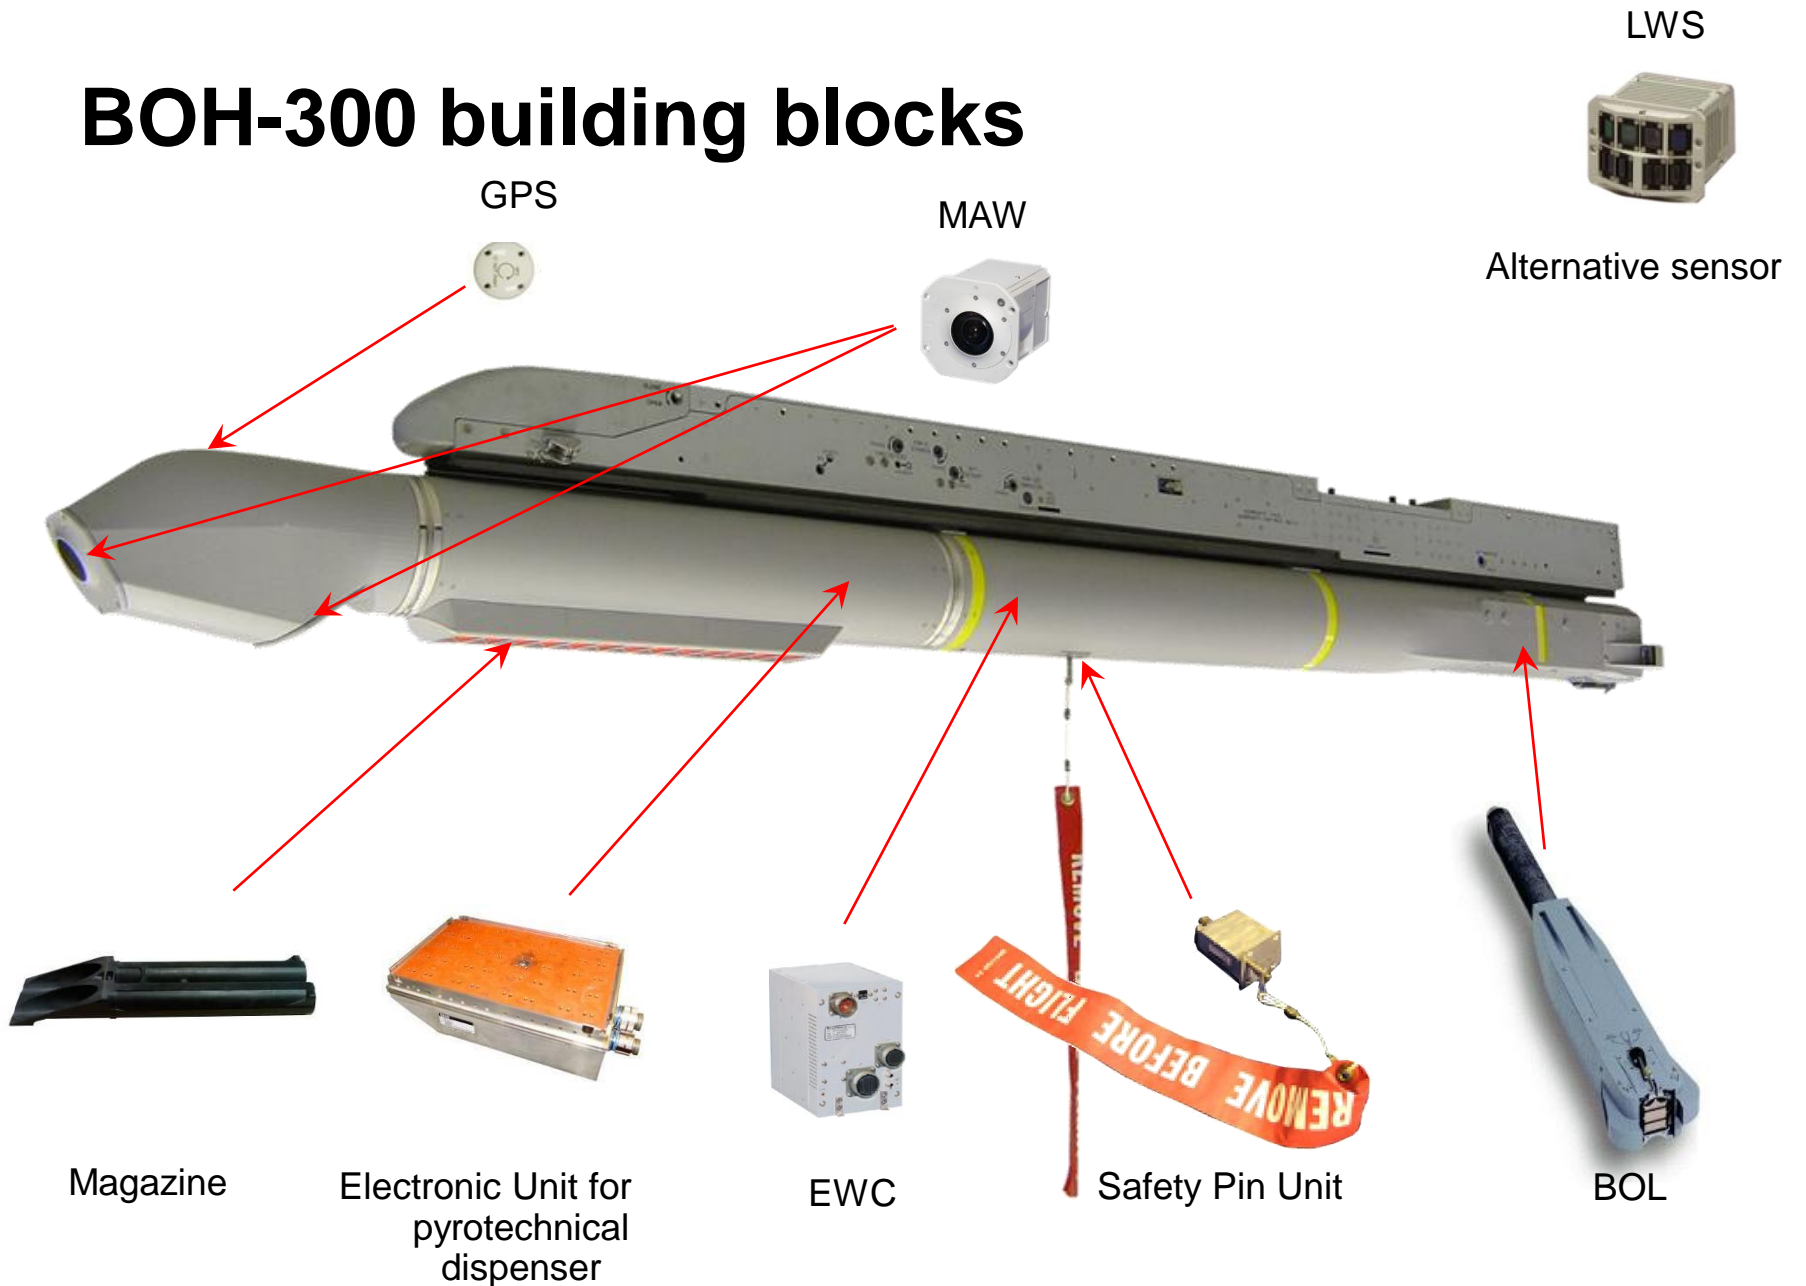 LWS
BOH-300 building blocks
GPS
MAW
Alternative sensor
REMOVE
REMOVE BEFORE FLIGHT
Magazine
Electronic Unit for
pyrotechnical
dispenser
EWC
Safety Pin Unit
BOL